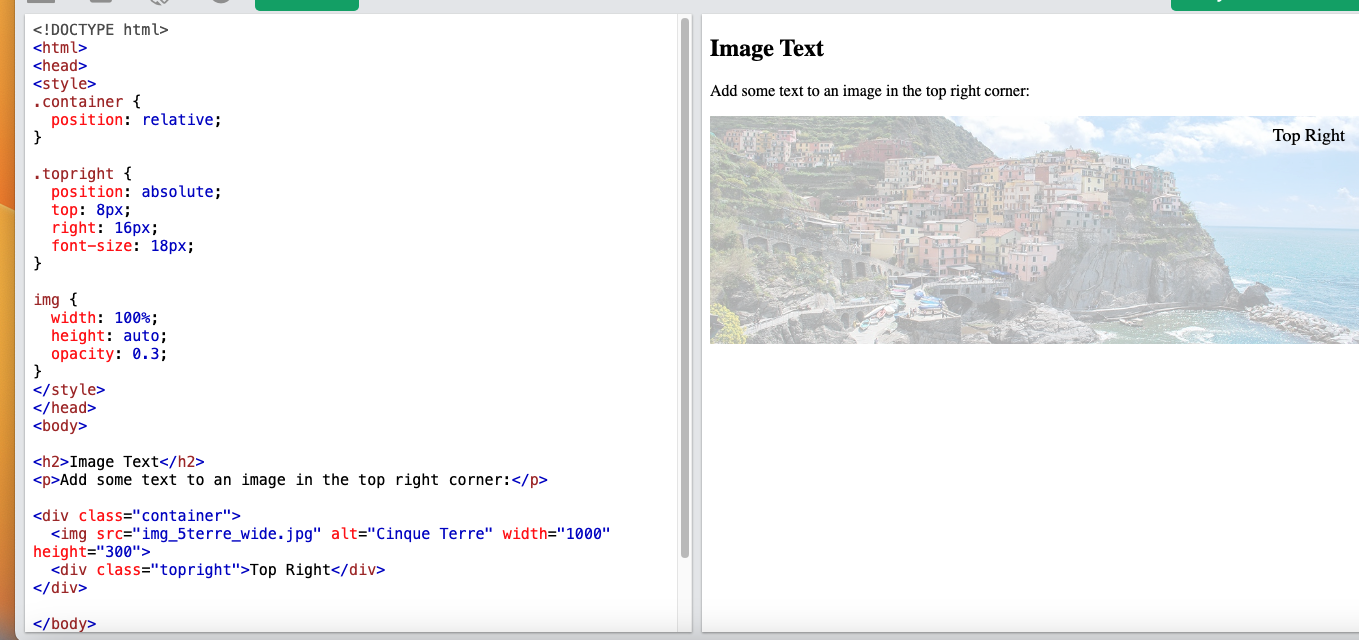 <!DOCTYPE html>
<html>
<head>
<style>
.container {
  position: relative;
}

.topright {
  position: absolute;
  top: 8px;
  right: 16px;
  font-size: 18px;
}

img {
  width: 100%;
  height: auto;
  opacity: 0.3;
}
</style>
</head>
<body>

<h2>Image Text</h2>
<p>Add some text to an image in the top right corner:</p>

<div class="container">
  <img src="img_5terre_wide.jpg" alt="Cinque Terre" width="1000"
height="300">
  <div class="topright">Top Right</div>
</div>

</body>
Image Text
Add some text to an image in the top right corner:
Top Right